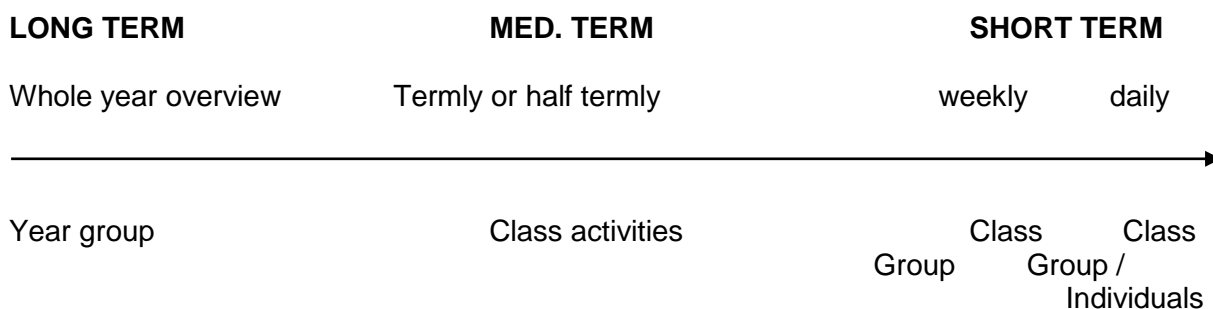 LONG TERM MED. TERM SHORT TERM
Whole year overview Termly or half termly weekly daily
Year group Class activities Class Class
Group Group /
Individuals